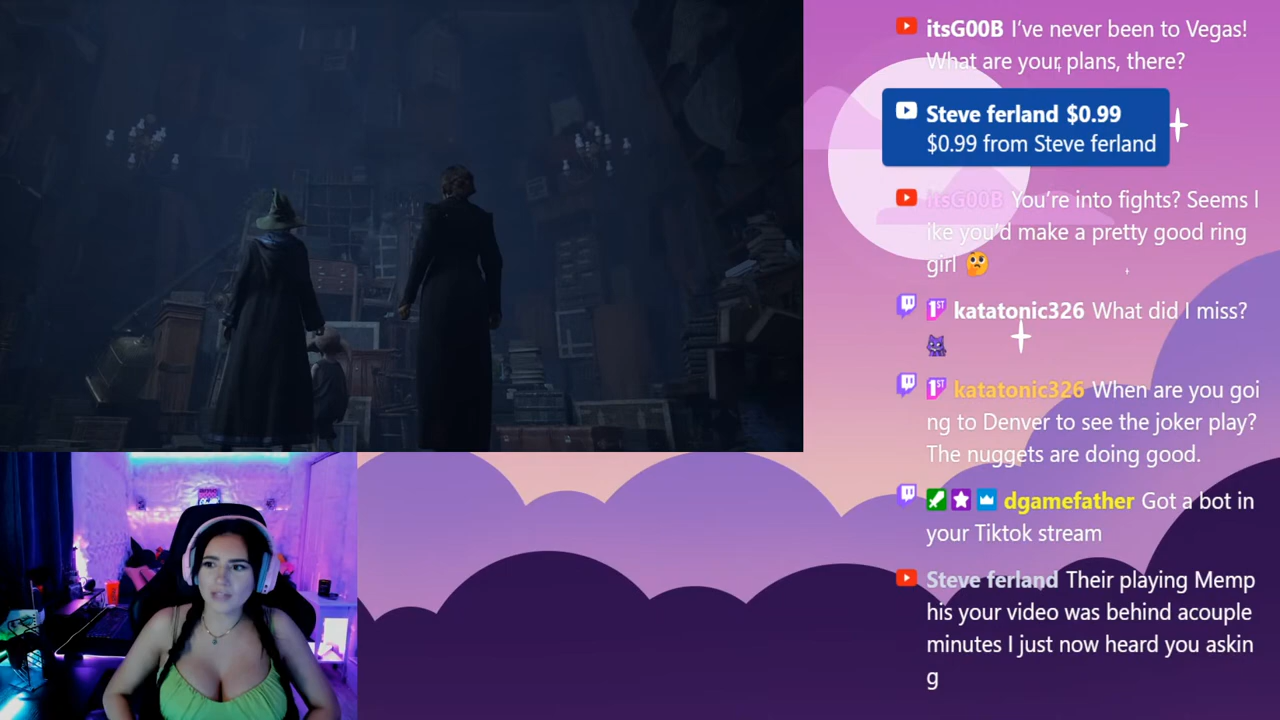 itsG00B I’ve never been to Vegas!
What are your plans, there?
Steve ferland $0.99
$0.99 from Steve ferland
itsG00B You’re into fights? Seems l
ike you’d make a pretty good ring
girl 🤔
1ST katatonic326 What did I miss?
1ST katatonic326 When are you goi
ng to Denver to see the joker play?
The nuggets are doing good.
dgamefather Got a bot in
your Tiktok stream
Steve ferland Their playing Memp
his your video was behind acouple
minutes I just now heard you askin
g